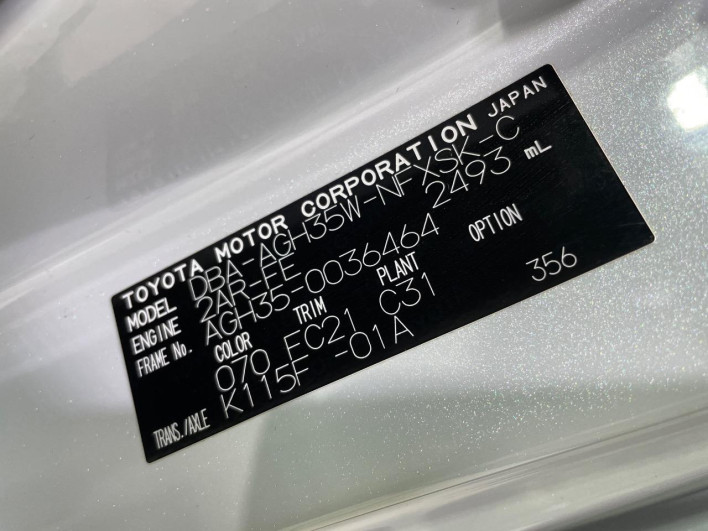 TOYOTA MOTOR CORPORATION JAPAN
MODEL DBA-AGH35W-NFXSK-C
ENGINE 2AR-FE 2493 mL
FRAME No. AGH35-0036464
COLOR TRIM PLANT OPTION
070 FC21 C31 356
TRANS./AXLE K115F -01A